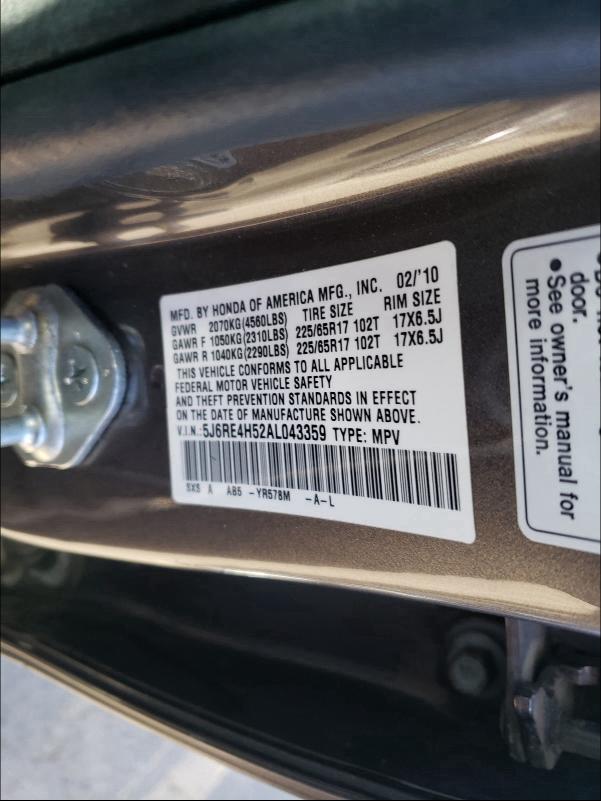 MFD. BY HONDA OF AMERICA MFG., INC. 02/'10
GVWR 2070KG(4560LBS) TIRE SIZE RIM SIZE
GAWR F 1050KG(2310LBS) 225/65R17 102T 17X6.5J
GAWR R 1040KG(2290LBS) 225/65R17 102T 17X6.5J
THIS VEHICLE CONFORMS TO ALL APPLICABLE
FEDERAL MOTOR VEHICLE SAFETY
AND THEFT PREVENTION STANDARDS IN EFFECT
ON THE DATE OF MANUFACTURE SHOWN ABOVE.
V.I.N.: 5J6RE4H52AL043359 TYPE: MPV
SXS A AB5 -YR578M -A-L
door.
● See owner's manual for
more information.